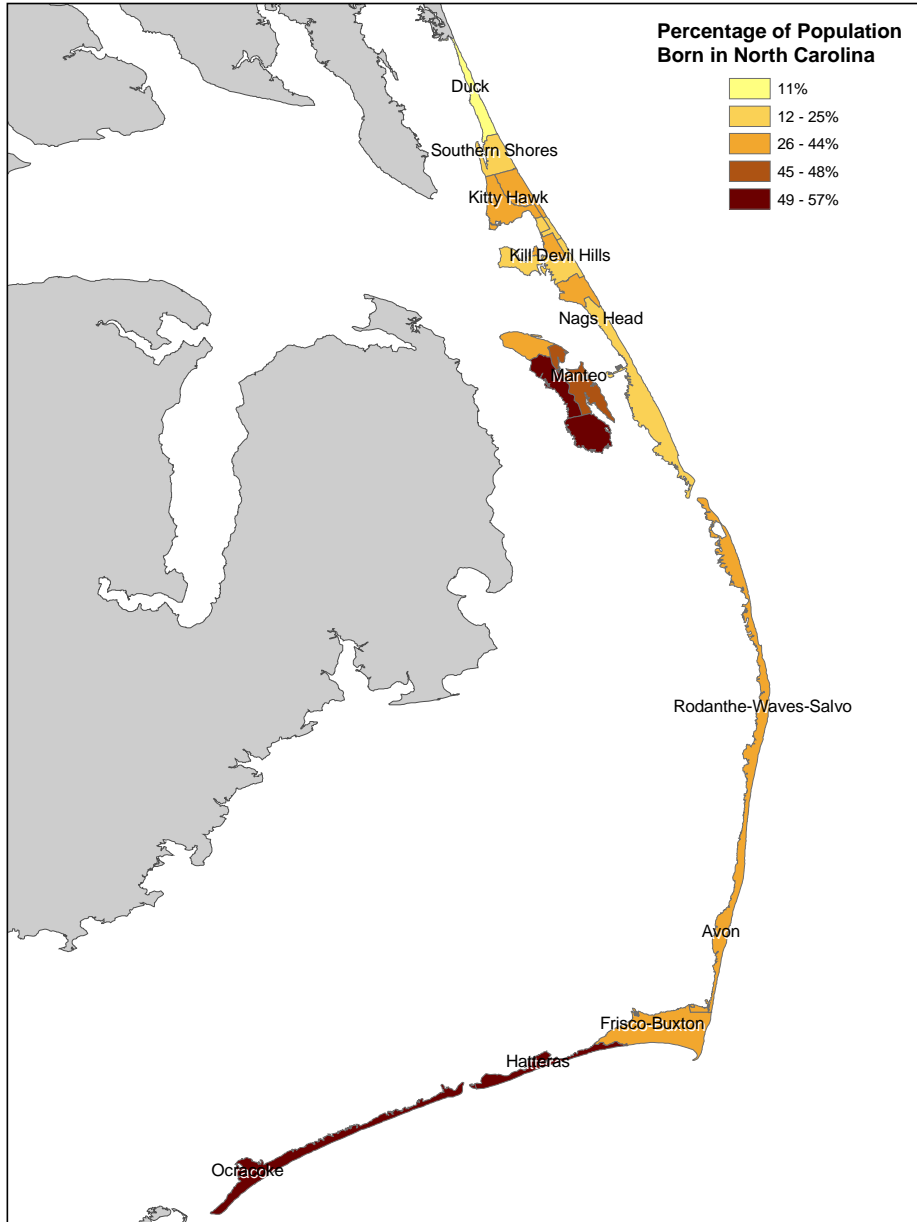 Percentage of Population
Born in North Carolina
11%
12 - 25%
26 - 44%
45 - 48%
49 - 57%
Duck
Southern Shores
Kitty Hawk
Kill Devil Hills
Nags Head
Manteo
Rodanthe-Waves-Salvo
Avon
Frisco-Buxton
Hatteras
Ocracoke